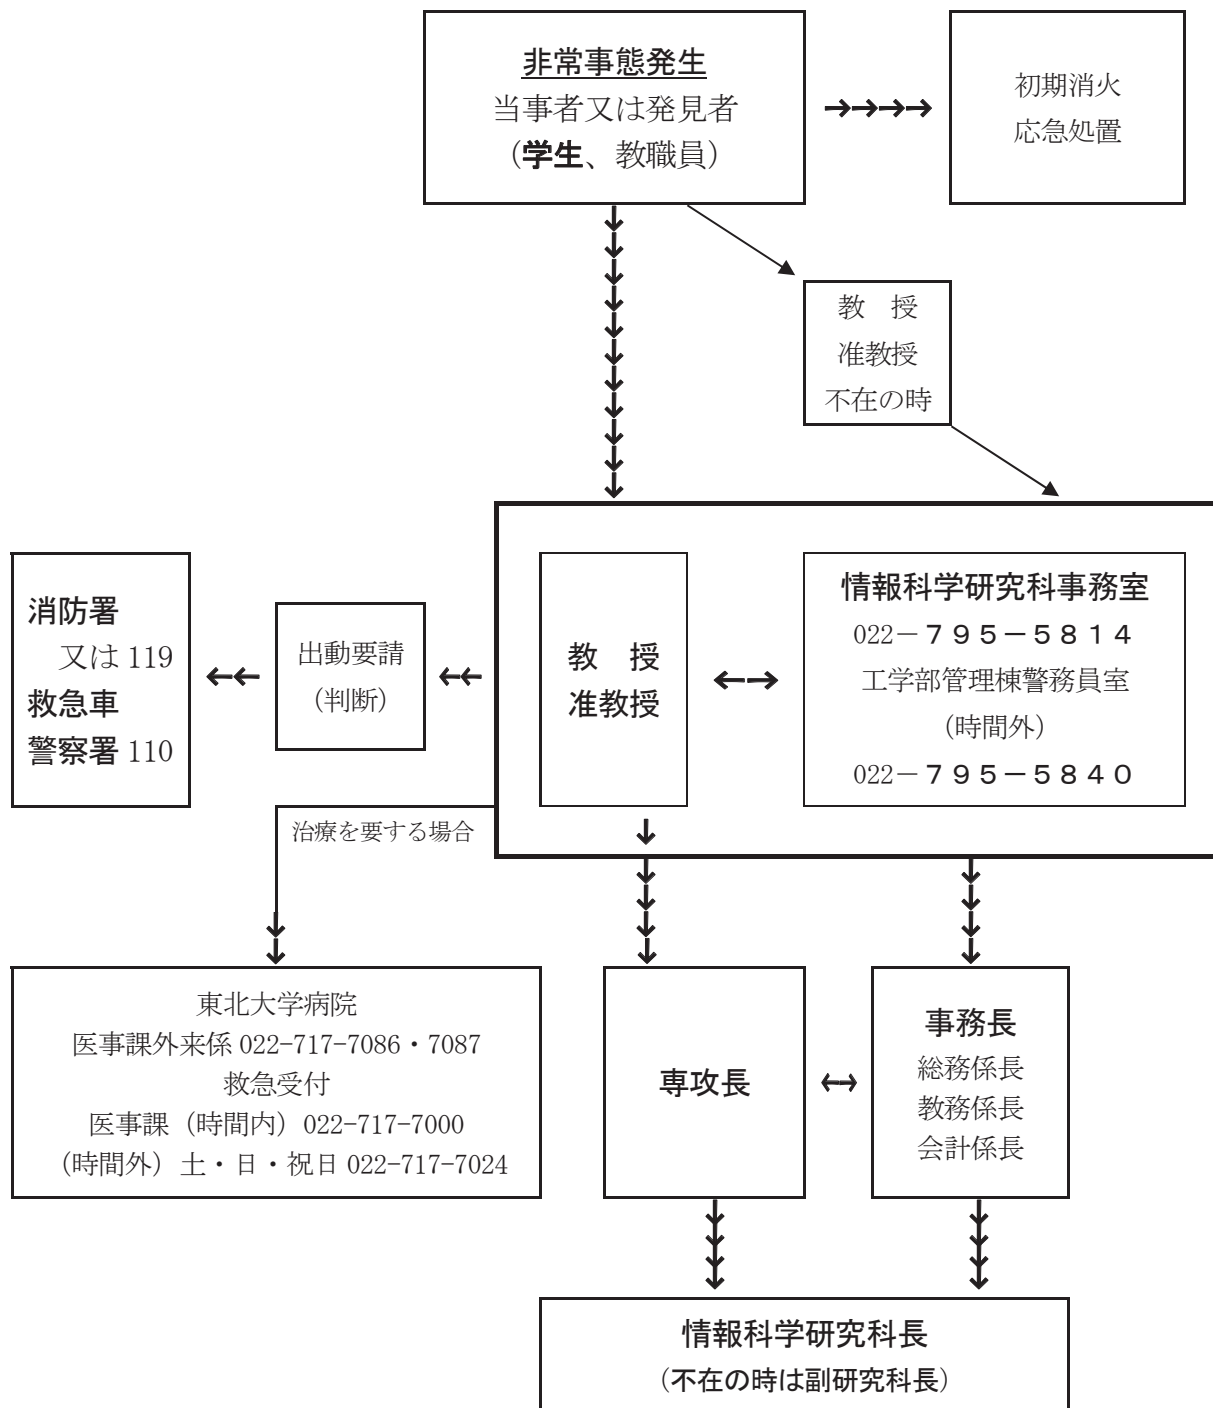 非常事態発生
当事者又は発見者
(学生、教職員)
初期消火
応急処置
教　授
准教授
不在の時
消防署
又は 119
救急車
警察署 110
出動要請
(判断)
教　授
准教授
情報科学研究科事務室
022－７９５－５８１４
工学部管理棟警務員室
(時間外)
022－７９５－５８４０
治療を要する場合
東北大学病院
医事課外来係 022-717-7086・7087
救急受付
医事課（時間内）022-717-7000
（時間外）土・日・祝日 022-717-7024
専攻長
事務長
総務係長
教務係長
会計係長
情報科学研究科長
（不在の時は副研究科長）